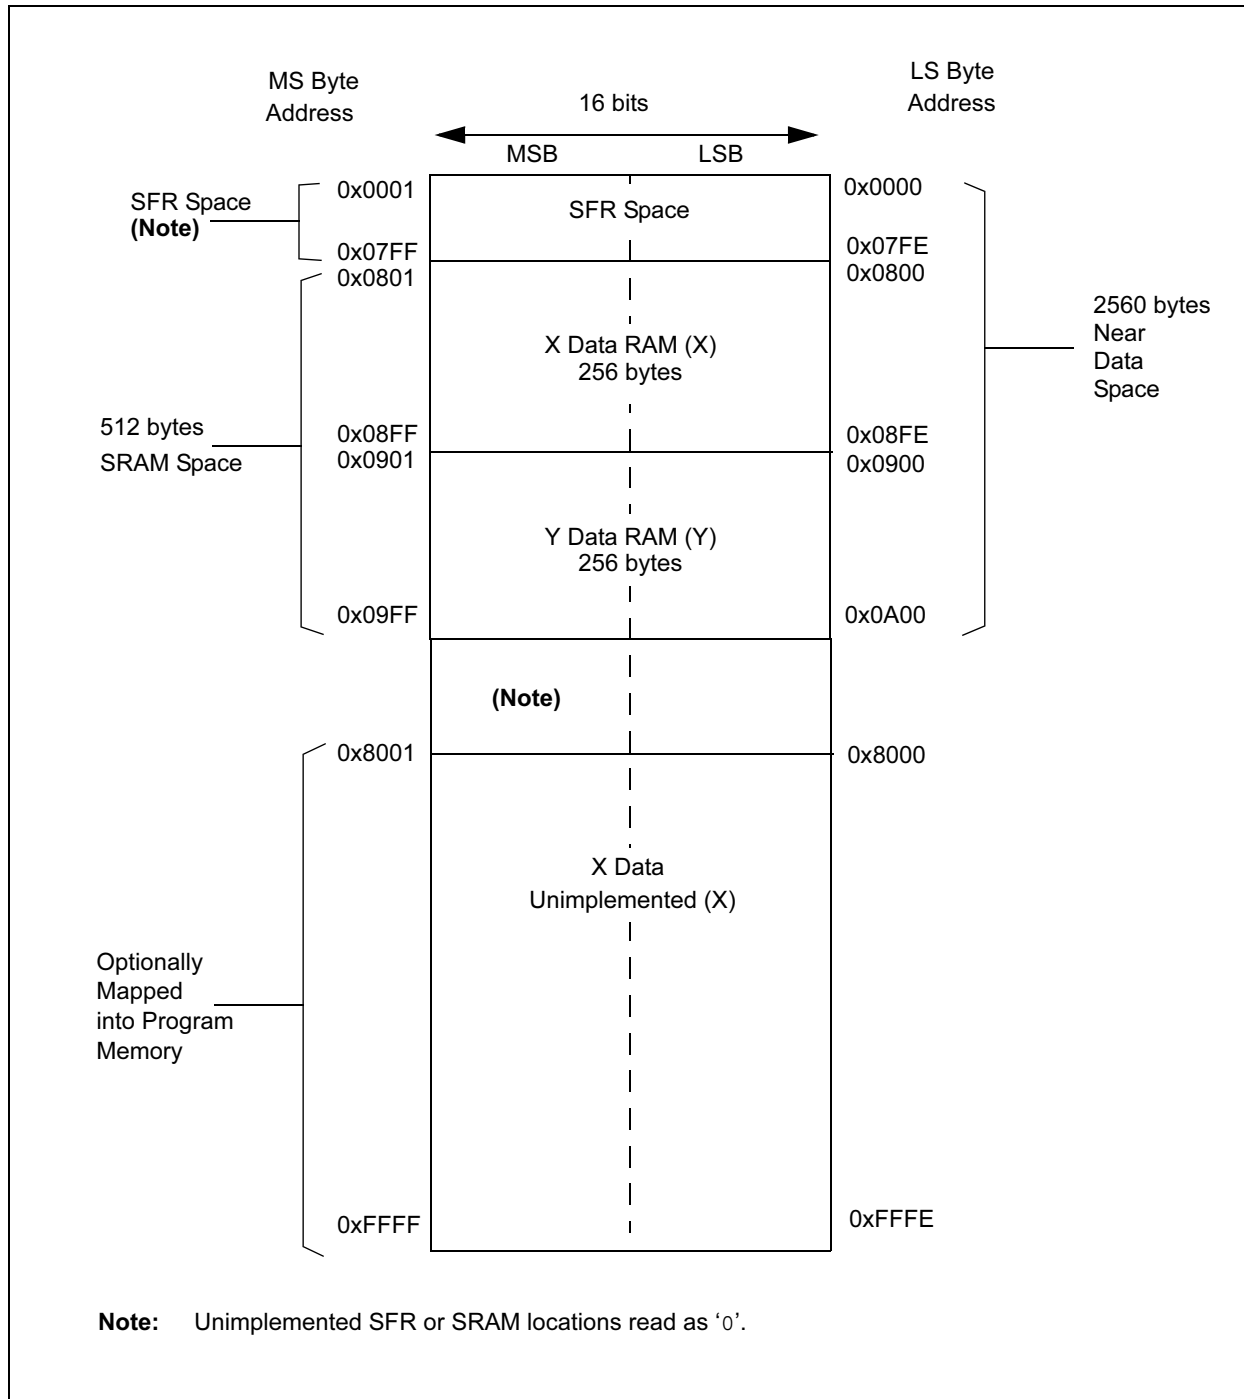 MS Byte
Address
16 bits
LS Byte
Address
MSB
LSB
SFR Space
(Note)
0x0001
0x07FF
SFR Space
0x0000
0x07FE
512 bytes
SRAM Space
0x0801
0x08FF
X Data RAM (X)
256 bytes
0x0800
0x08FE
0x0901
0x09FF
Y Data RAM (Y)
256 bytes
0x0900
0x0A00
2560 bytes
Near
Data
Space
(Note)
Optionally
Mapped
into Program
Memory
0x8001
0xFFFF
X Data
Unimplemented (X)
0x8000
0xFFFE
Note: Unimplemented SFR or SRAM locations read as ‘0’.